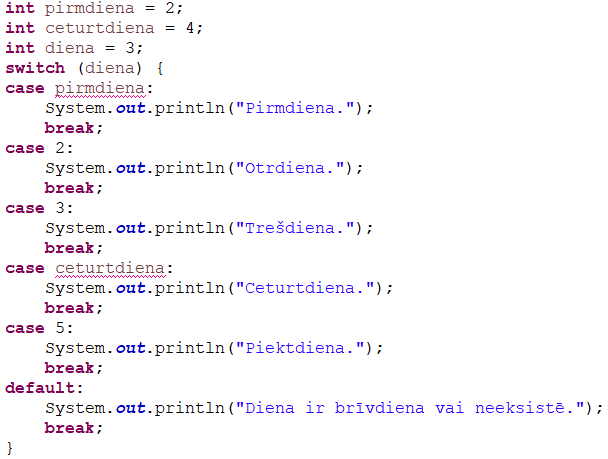 int pirmdiena = 2;
int ceturtdiena = 4;
int diena = 3;
switch (diena) {
case pirmdiena:
    System.out.println("Pirmdiena.");
    break;
case 2:
    System.out.println("Otrdiena.");
    break;
case 3:
    System.out.println("Trešdiena.");
    break;
case ceturtdiena:
    System.out.println("Ceturtdiena.");
    break;
case 5:
    System.out.println("Piektdiena.");
    break;
default:
    System.out.println("Diena ir brīvdiena vai neeksistē.");
    break;
}